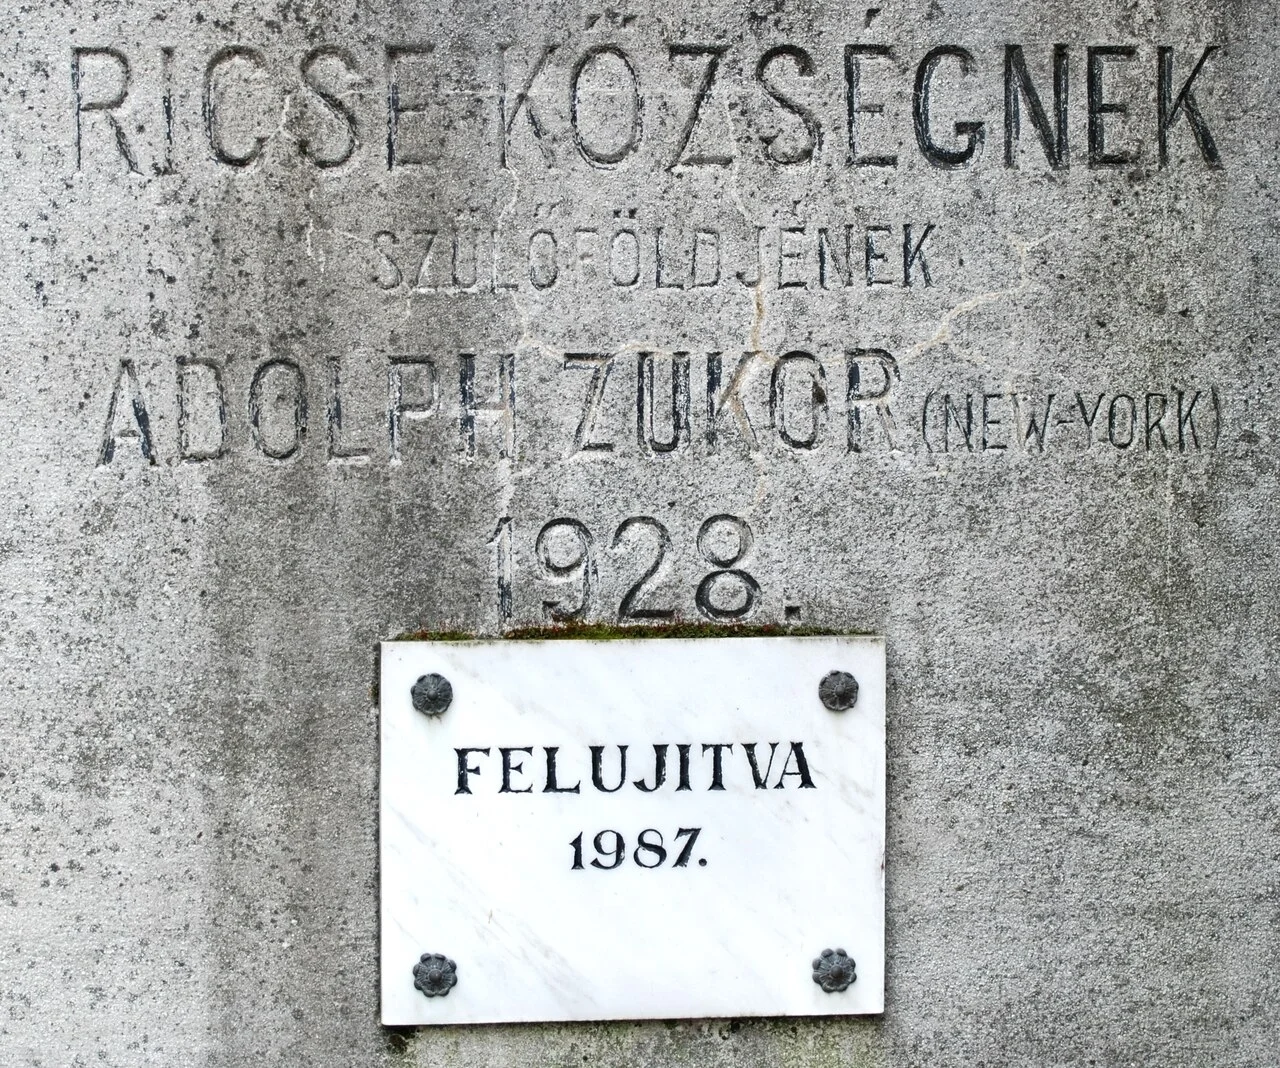 RICSE KÖZSÉGNEK
SZÜLŐFÖLDJÉNEK
ADOLPH ZUKOR (NEW-YORK)
1928.
FELUJITVA
1987.